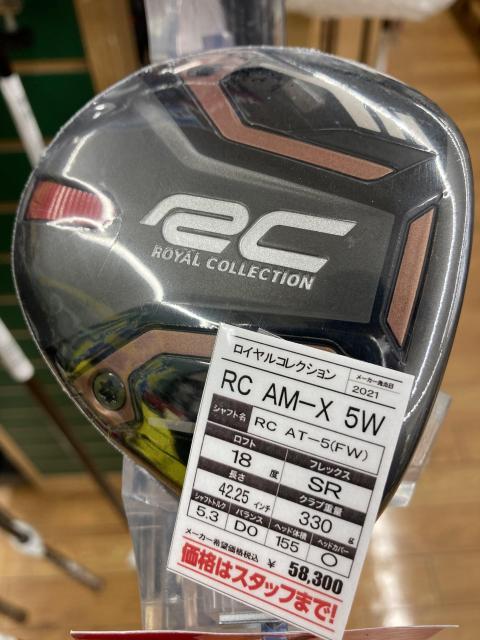 RC
ROYAL COLLECTION
ロイヤルコレクション
メーカー発売日
2021
RC AM-X 5W
シャフト名
RC AT-5(FW)
ロフト
フレックス
18 度
SR
長さ
クラブ重量
42.25 インチ
330 g
シャフトトルク
バランス
ヘッド体積
ヘッドカバー
5.3
D0
155
○
メーカー希望価格税込 ¥ 58,300
価格はスタッフまで!